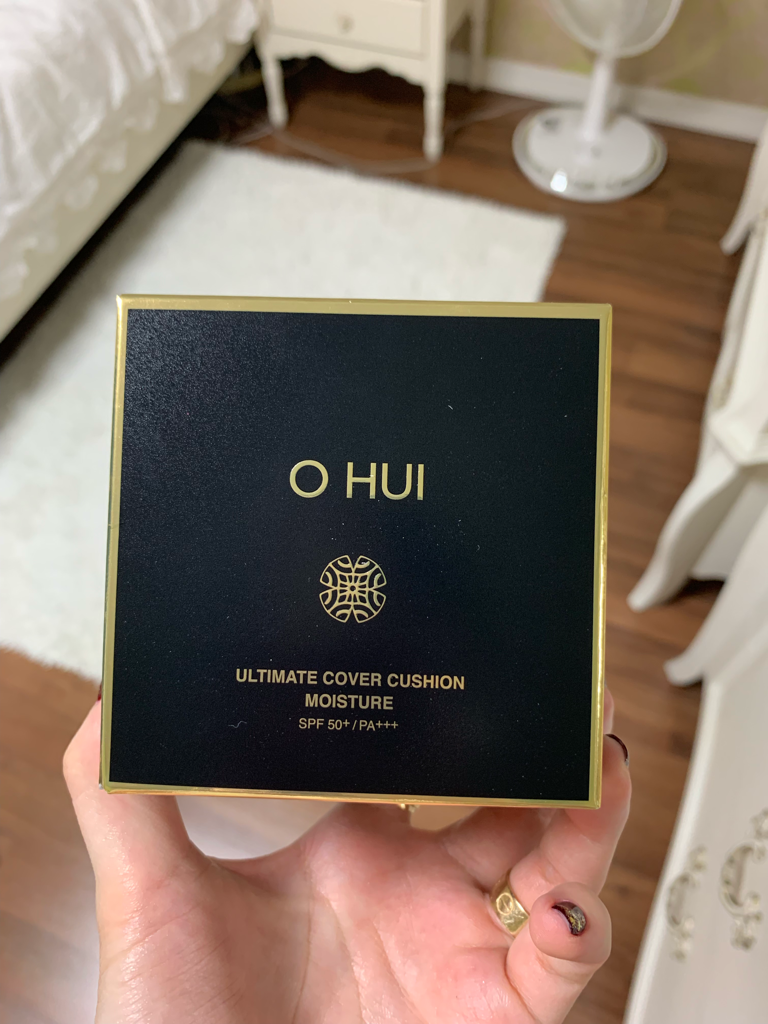 O HUI
ULTIMATE COVER CUSHION
MOISTURE
SPF 50+/PA+++